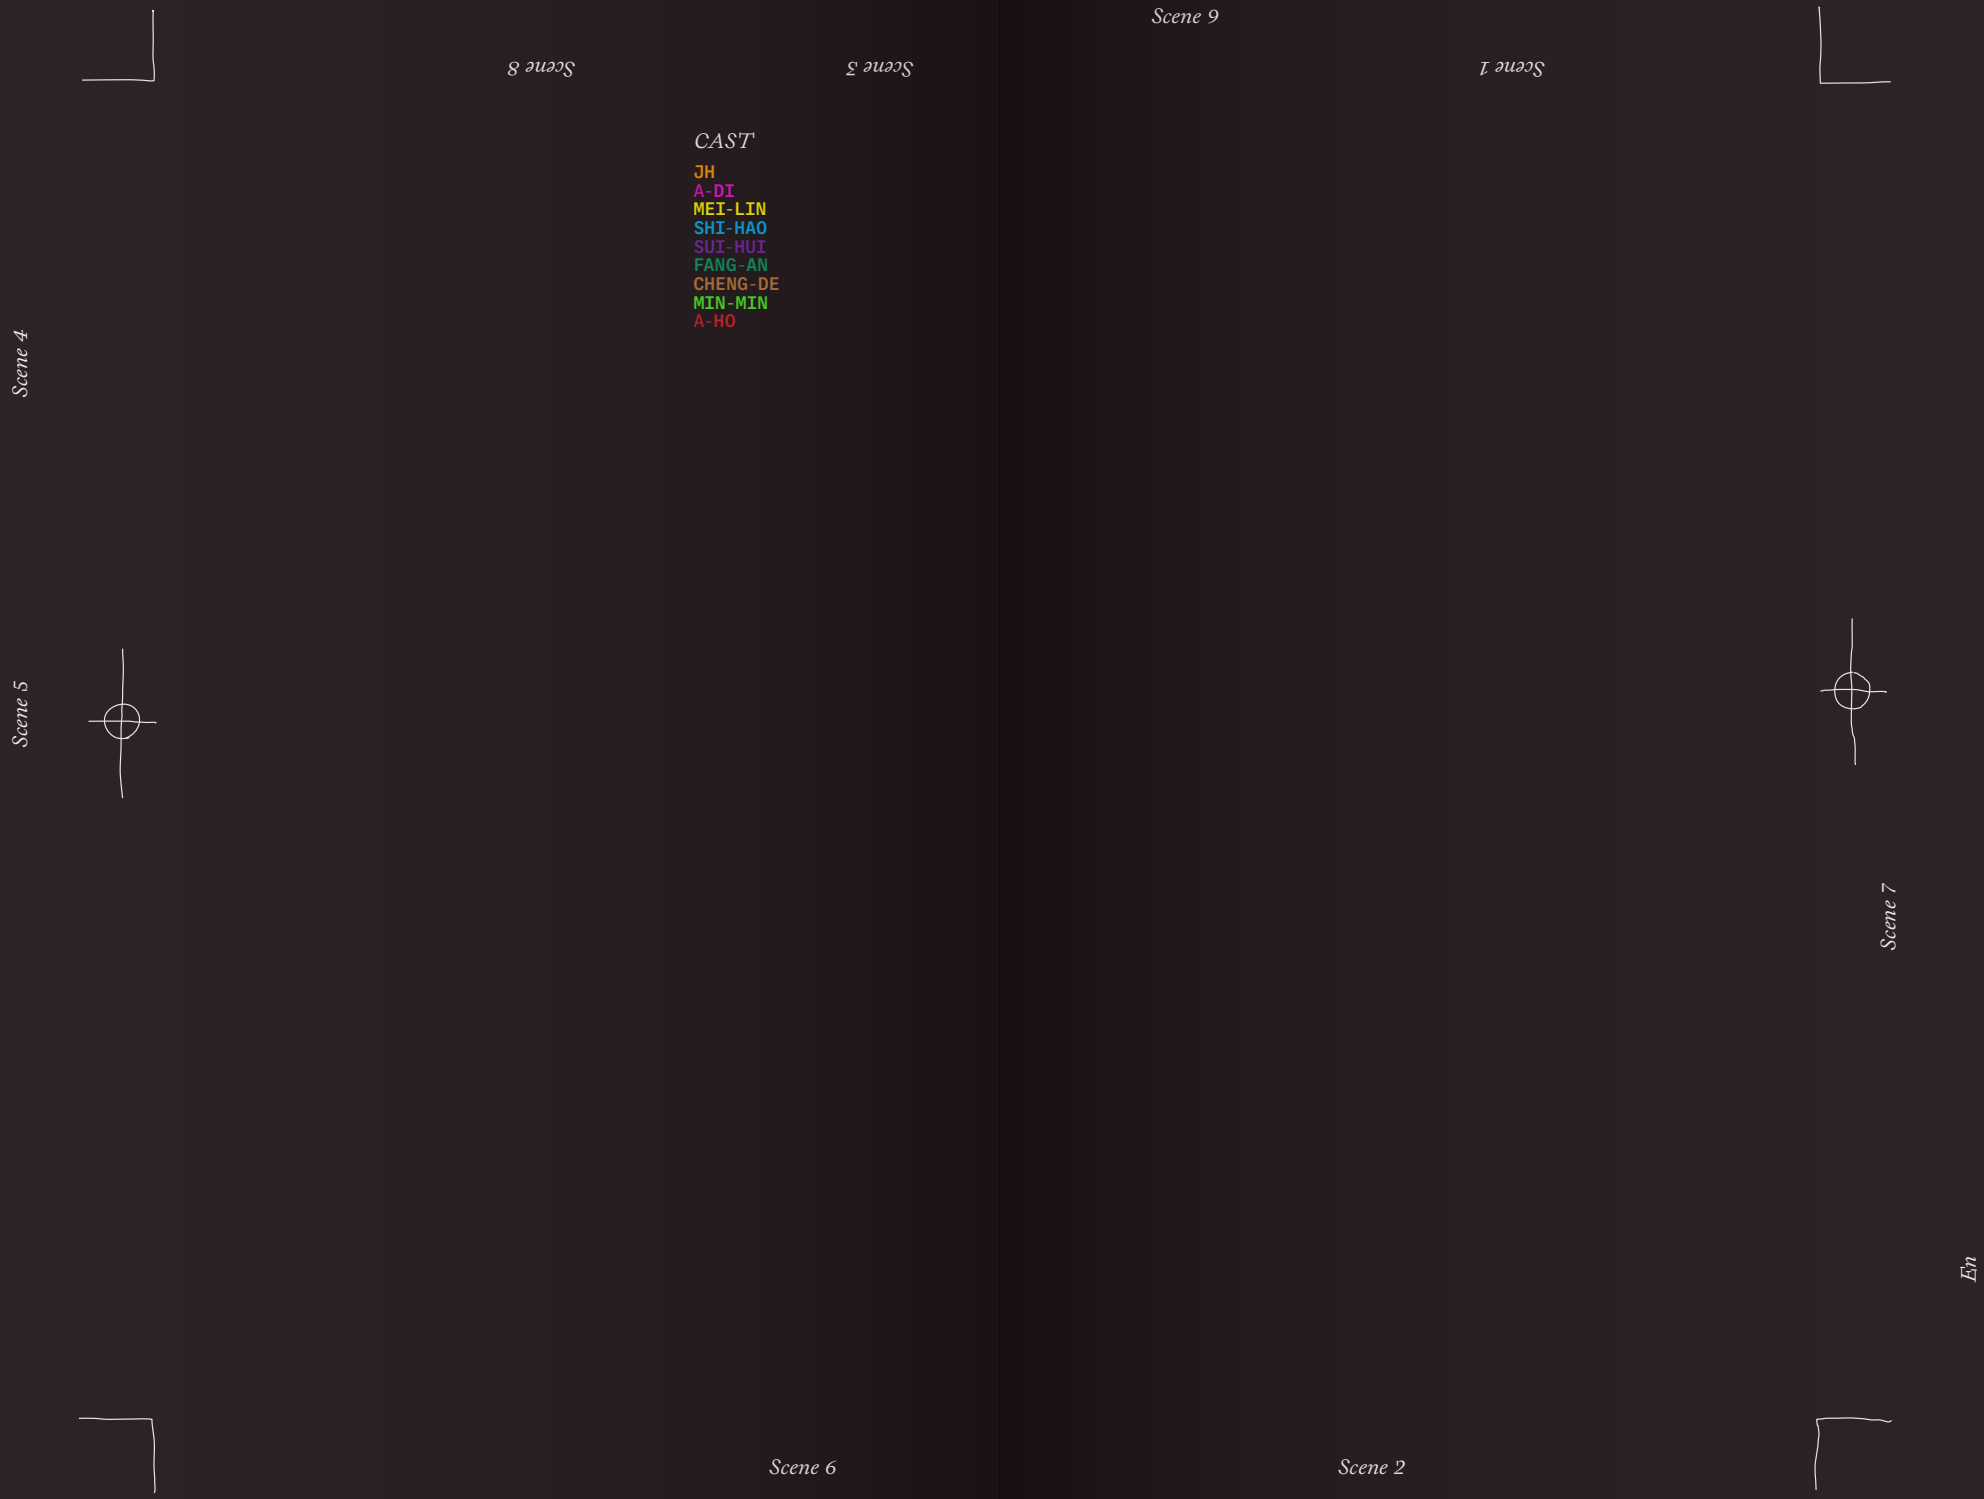 Scene 9
Scene 8
Scene 3
Scene 1
CAST
JH
A-DI
MEI-LIN
SHI-HAO
SUI-HUI
FANG-AN
CHENG-DE
MIN-MIN
A-HO
Scene 4
Scene 5
Scene 7
En
Scene 6
Scene 2